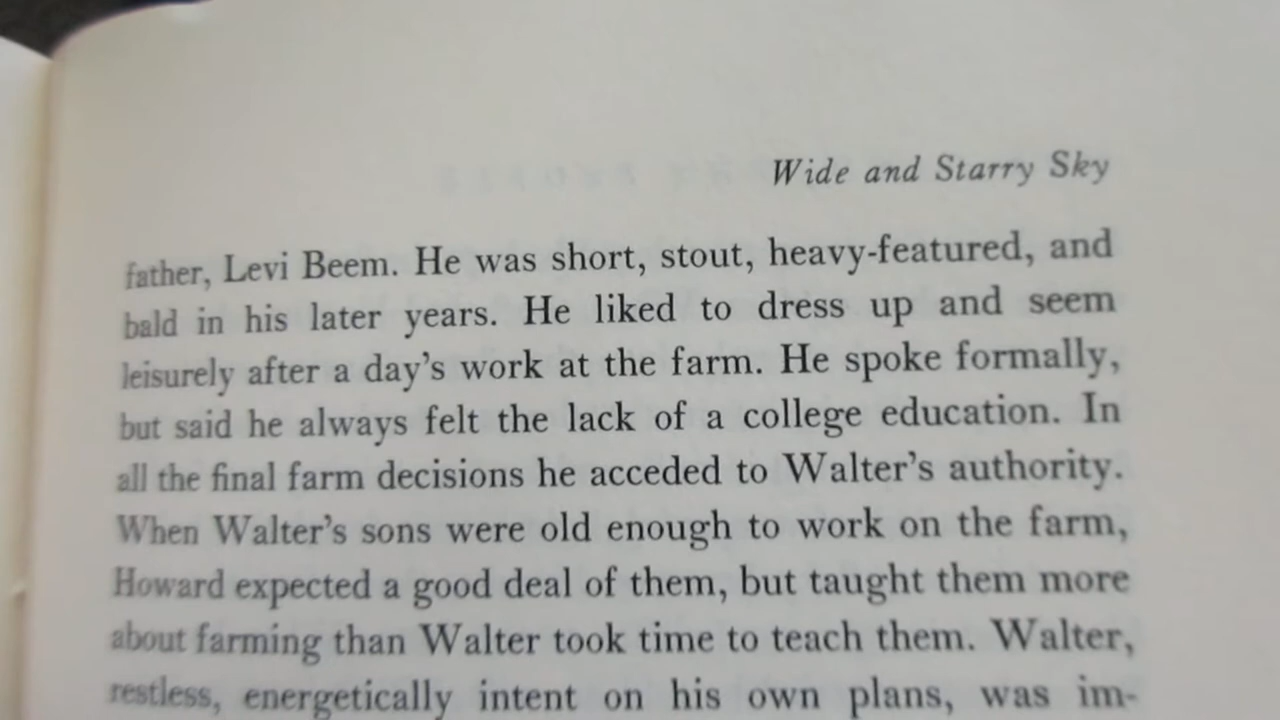 Wide and Starry Sky
father, Levi Beem. He was short, stout, heavy-featured, and
bald in his later years. He liked to dress up and seem
leisurely after a day's work at the farm. He spoke formally,
but said he always felt the lack of a college education. In
all the final farm decisions he acceded to Walter's authority.
When Walter's sons were old enough to work on the farm,
Howard expected a good deal of them, but taught them more
about farming than Walter took time to teach them. Walter,
restless, energetically intent on his own plans, was im-